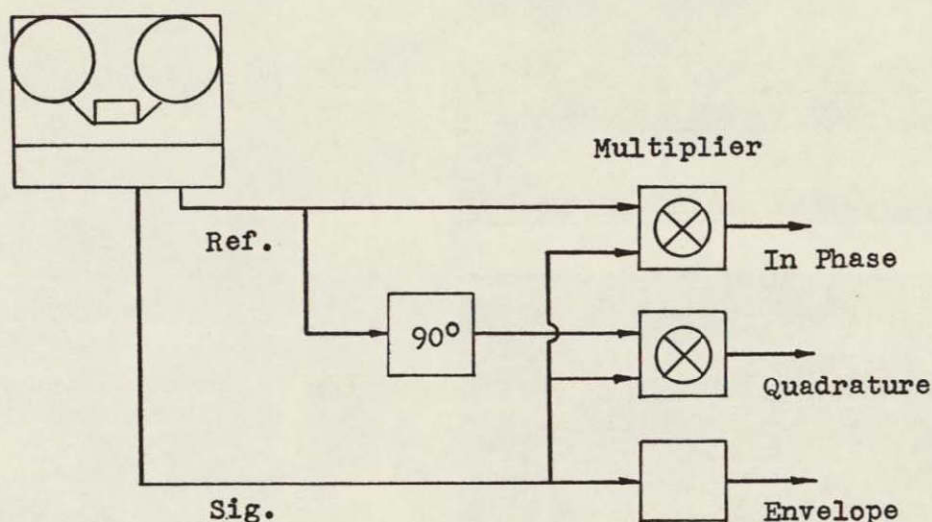 Multiplier
Ref.
In Phase
90°
Quadrature
Sig.
Envelope